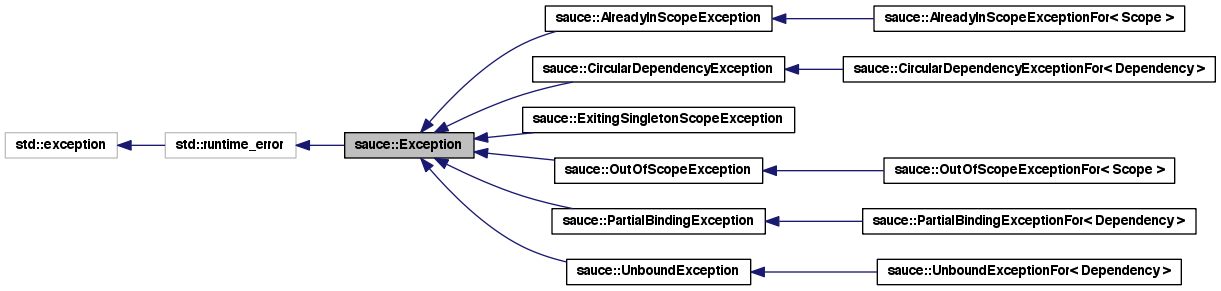 sauce::AlreadyInScopeException
sauce::AlreadyInScopeExceptionFor< Scope >
sauce::CircularDependencyException
sauce::CircularDependencyExceptionFor< Dependency >
sauce::ExitingSingletonScopeException
std::exception
std::runtime_error
sauce::Exception
sauce::OutOfScopeException
sauce::OutOfScopeExceptionFor< Scope >
sauce::PartialBindingException
sauce::PartialBindingExceptionFor< Dependency >
sauce::UnboundException
sauce::UnboundExceptionFor< Dependency >